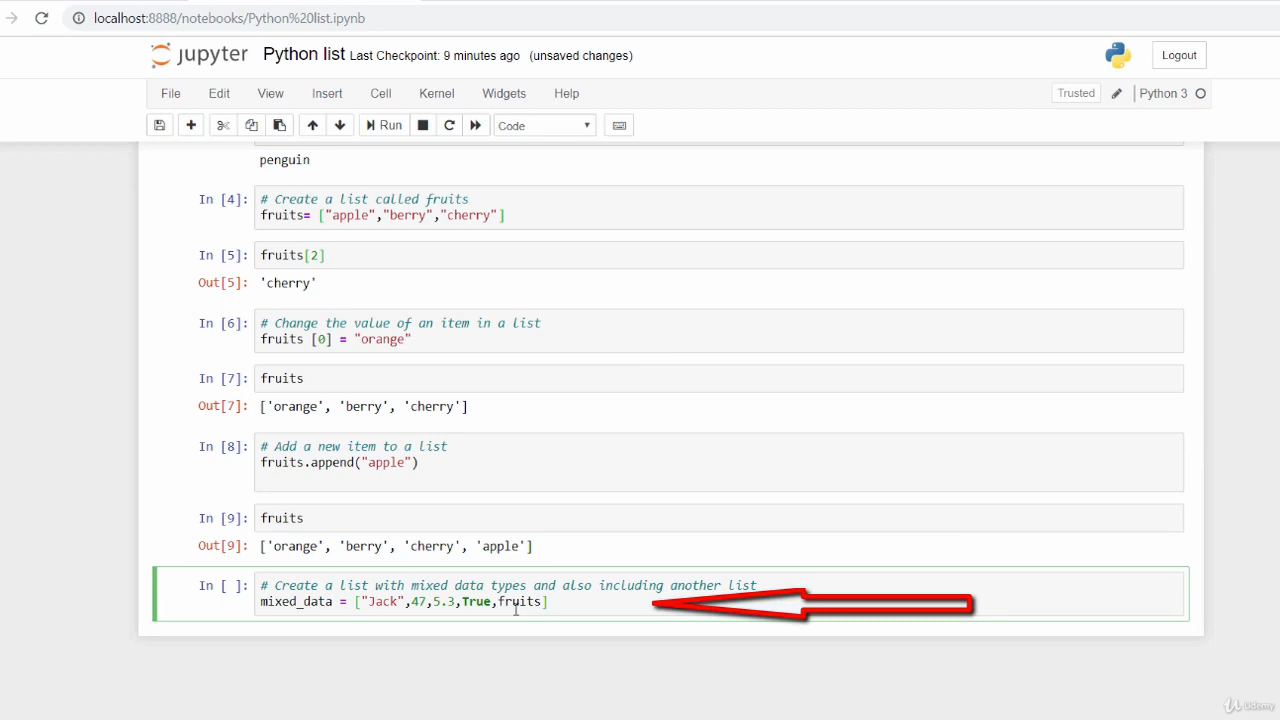 localhost:8888/notebooks/Python%20list.ipynb
jupyter Python list Last Checkpoint: 9 minutes ago (unsaved changes) Logout
File Edit View Insert Cell Kernel Widgets Help Trusted Python 3
Run Code
penguin
In [4]: # Create a list called fruits
fruits= ["apple","berry","cherry"]
In [5]: fruits[2]
Out[5]: 'cherry'
In [6]: # Change the value of an item in a list
fruits [0] = "orange"
In [7]: fruits
Out[7]: ['orange', 'berry', 'cherry']
In [8]: # Add a new item to a list
fruits.append("apple")
In [9]: fruits
Out[9]: ['orange', 'berry', 'cherry', 'apple']
In [ ]: # Create a list with mixed data types and also including another list
mixed_data = ["Jack",47,5.3,True,fruits]
Udemy